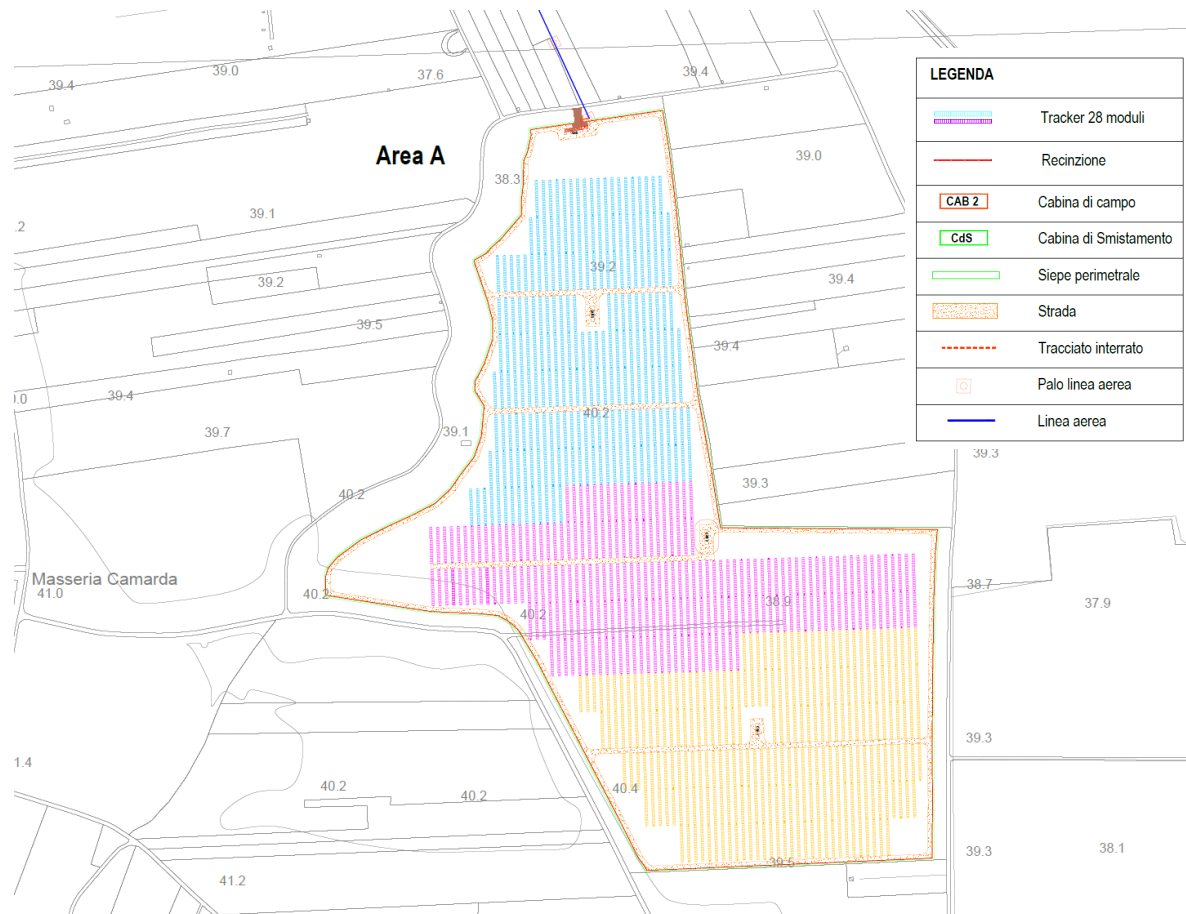 LEGENDA
Tracker 28 moduli
Recinzione
CAB 2
Cabina di campo
CdS
Cabina di Smistamento
Siepe perimetrale
Strada
Tracciato interrato
Palo linea aerea
Linea aerea
Area A
39.4
39.0
37.6
39.4
38.3
39.0
.2
39.1
39.2
39.2
39.4
39.5
39.4
.0
39.4
40.2
39.7
39.1
39.3
39.3
40.2
Masseria Camarda
41.0
40.2
40.2
38.9
38.7
37.9
39.3
1.4
40.2
40.2
40.4
39.5
39.3
38.1
41.2